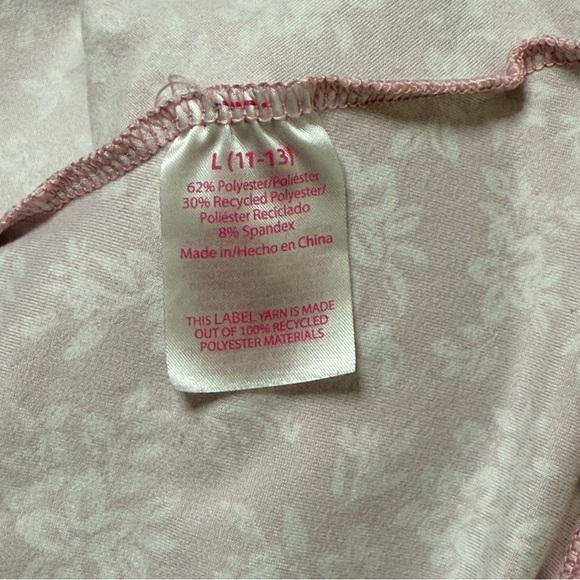 L (11-13)
62% Polyester/Poliéster
30% Recycled Polyester/
Poliéster Reciclado
8% Spandex
Made in/Hecho en China
THIS LABEL YARN IS MADE
OUT OF 100% RECYCLED
POLYESTER MATERIALS